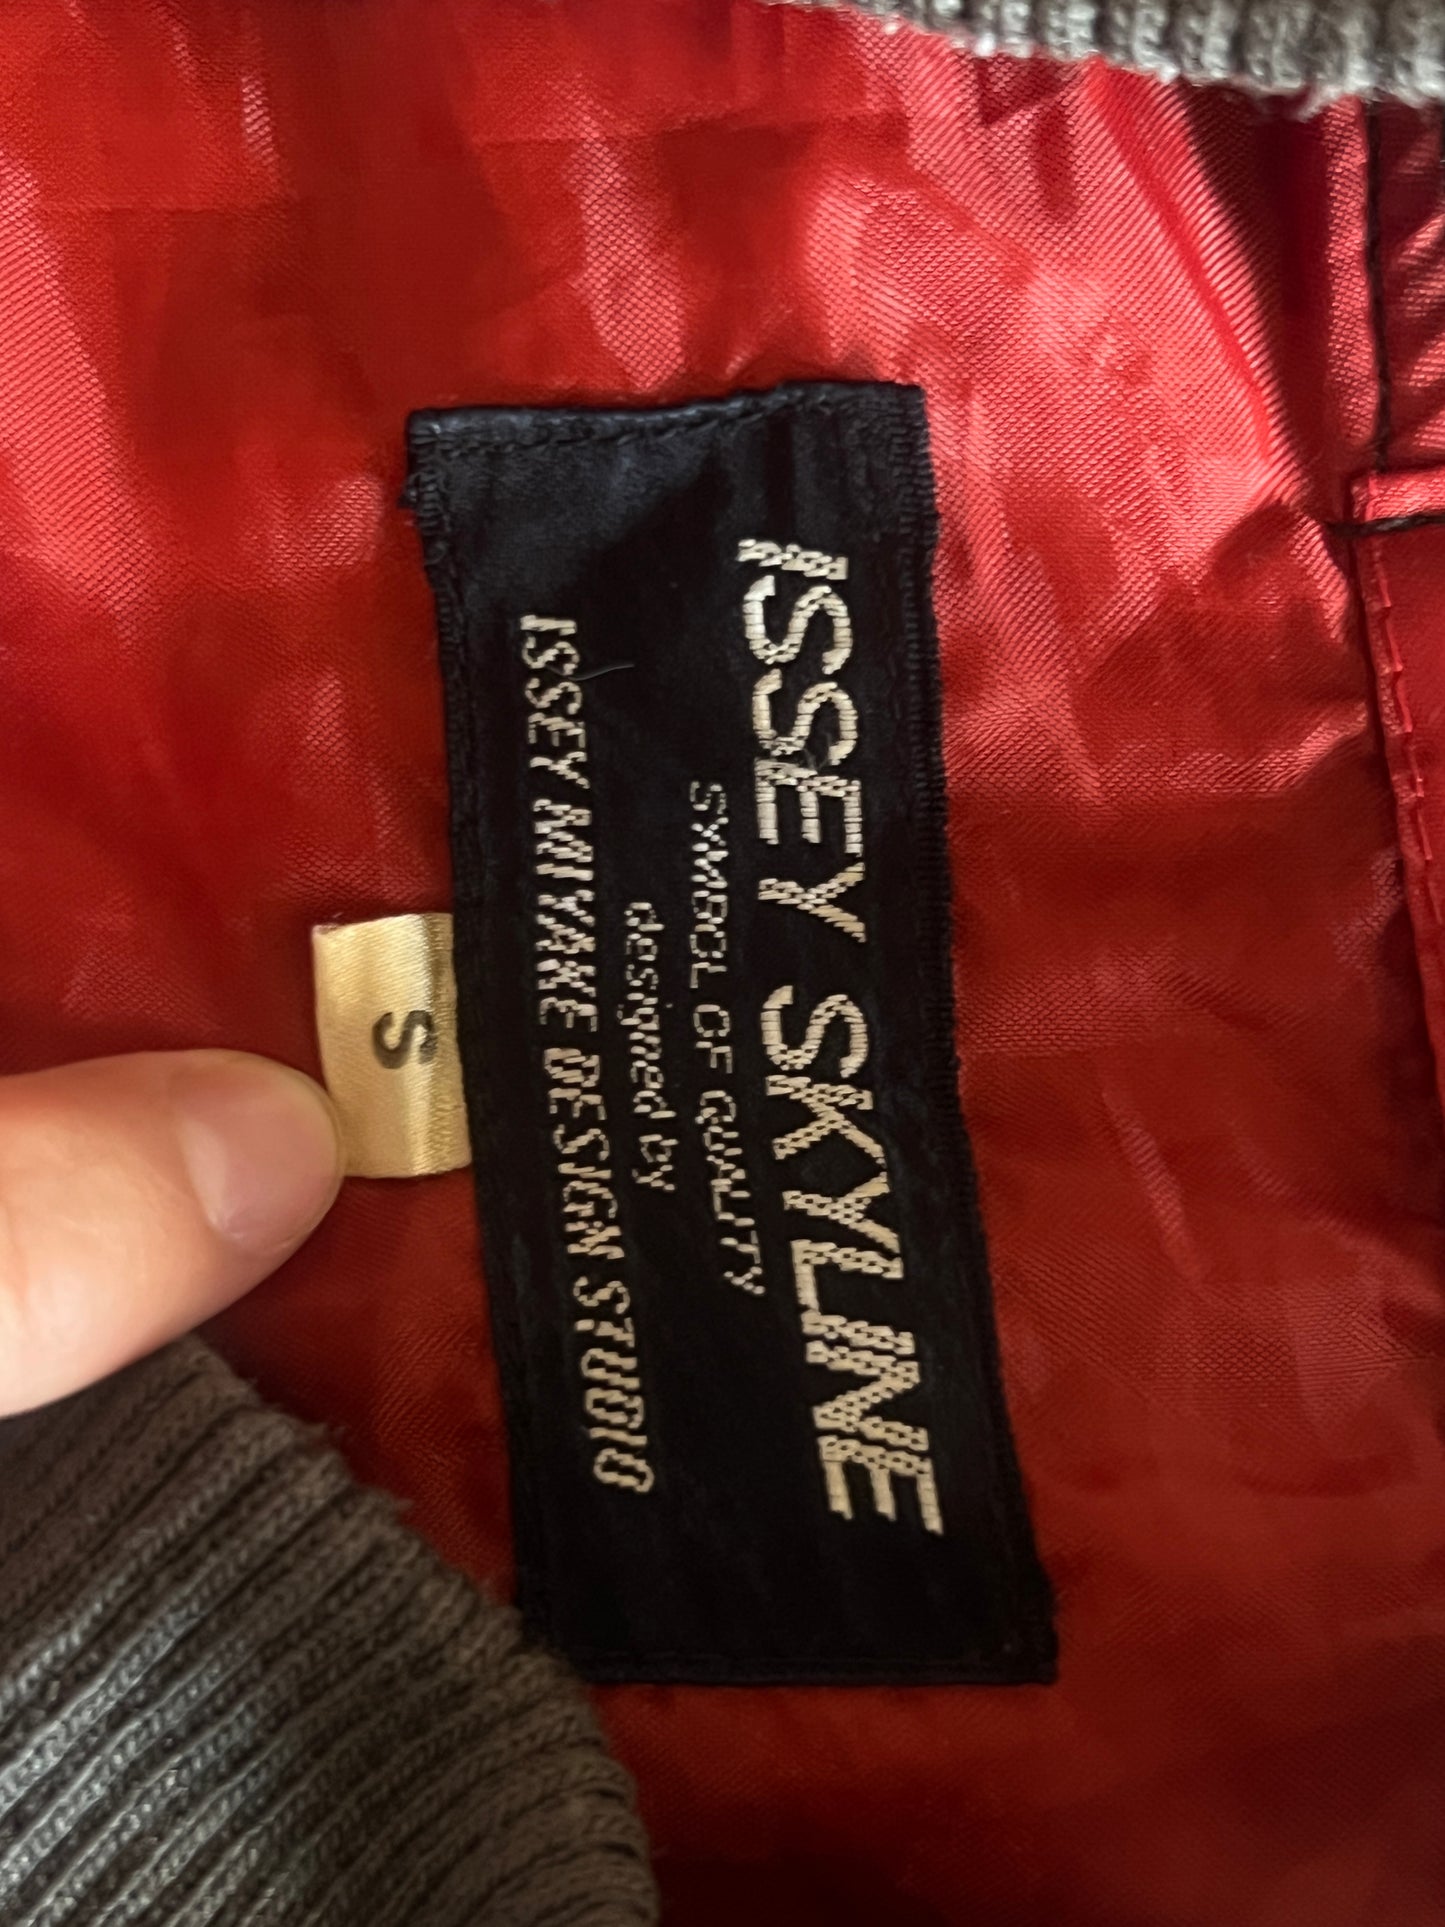 ISSEY SKYLINE
SYMBOL OF QUALITY
designed by
ISSEY MIYAKE DESIGN STUDIO
S